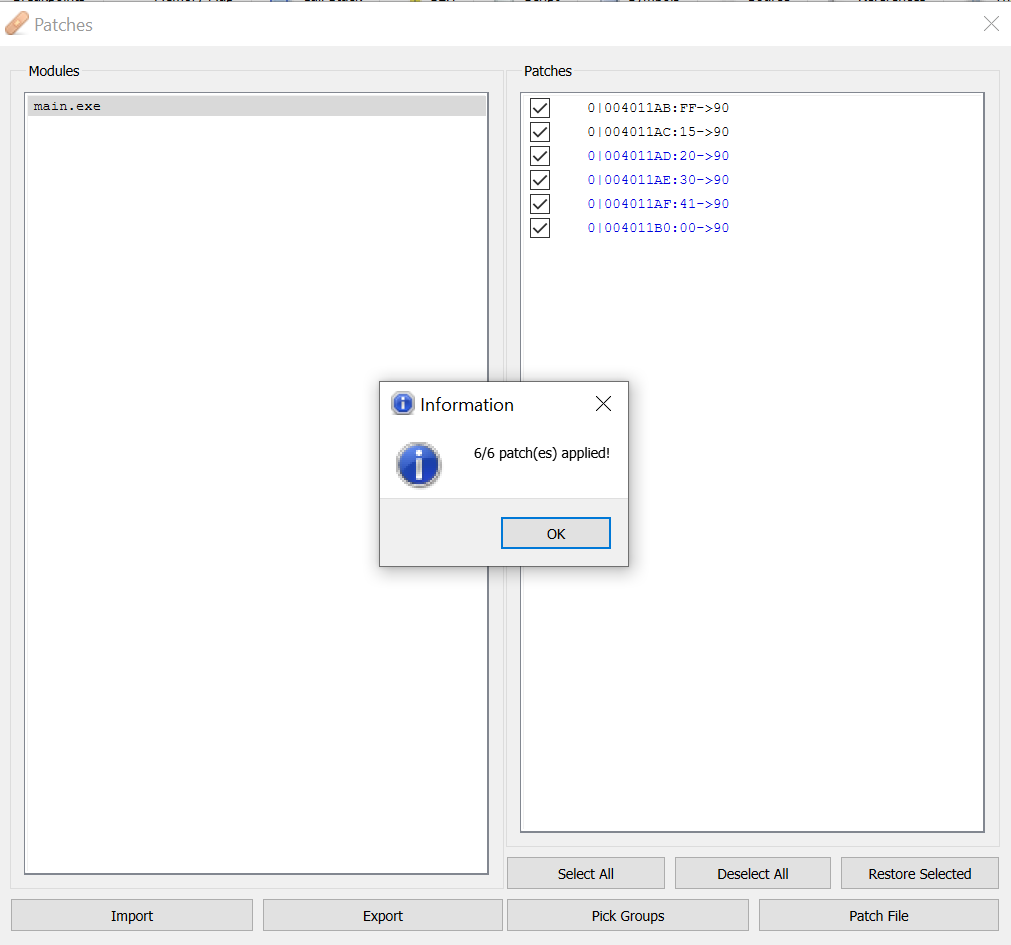 Patches
Modules
main.exe
Patches
0|004011AB:FF->90
0|004011AC:15->90
0|004011AD:20->90
0|004011AE:30->90
0|004011AF:41->90
0|004011B0:00->90
Information
6/6 patch(es) applied!
OK
Select All
Deselect All
Restore Selected
Import
Export
Pick Groups
Patch File